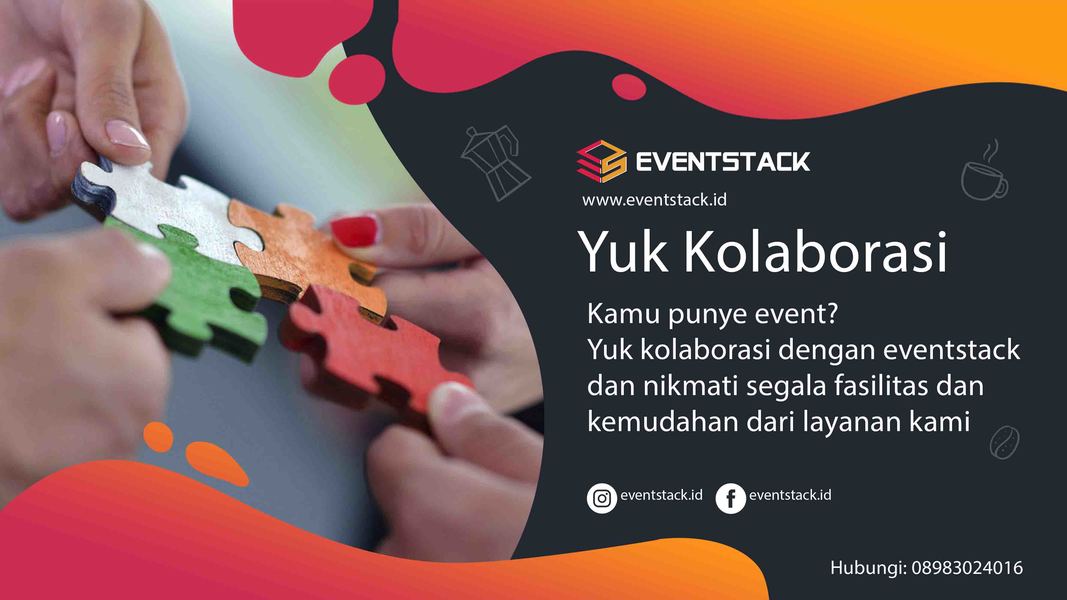 EVENTSTACK
www.eventstack.id
Yuk Kolaborasi
Kamu punye event?
Yuk kolaborasi dengan eventstack
dan nikmati segala fasilitas dan
kemudahan dari layanan kami
eventstack.id eventstack.id
Hubungi: 08983024016